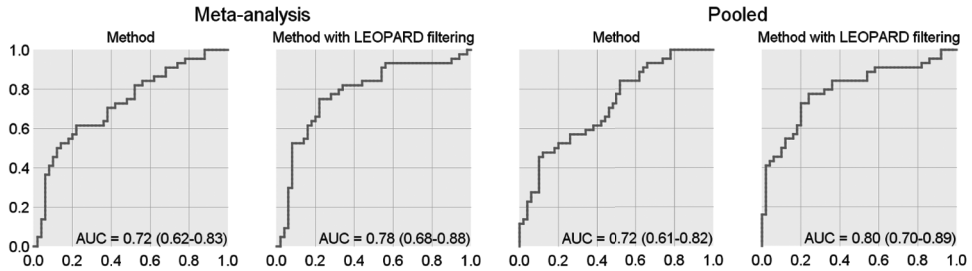 Meta-analysis
Pooled
Method
Method with LEOPARD filtering
Method
Method with LEOPARD filtering
1.0
0.8
0.6
0.4
0.2
0.0
AUC = 0.72 (0.62-0.83)
AUC = 0.78 (0.68-0.88)
AUC = 0.72 (0.61-0.82)
AUC = 0.80 (0.70-0.89)
0.0 0.2 0.4 0.6 0.8 1.0
0.0 0.2 0.4 0.6 0.8 1.0
0.0 0.2 0.4 0.6 0.8 1.0
0.0 0.2 0.4 0.6 0.8 1.0